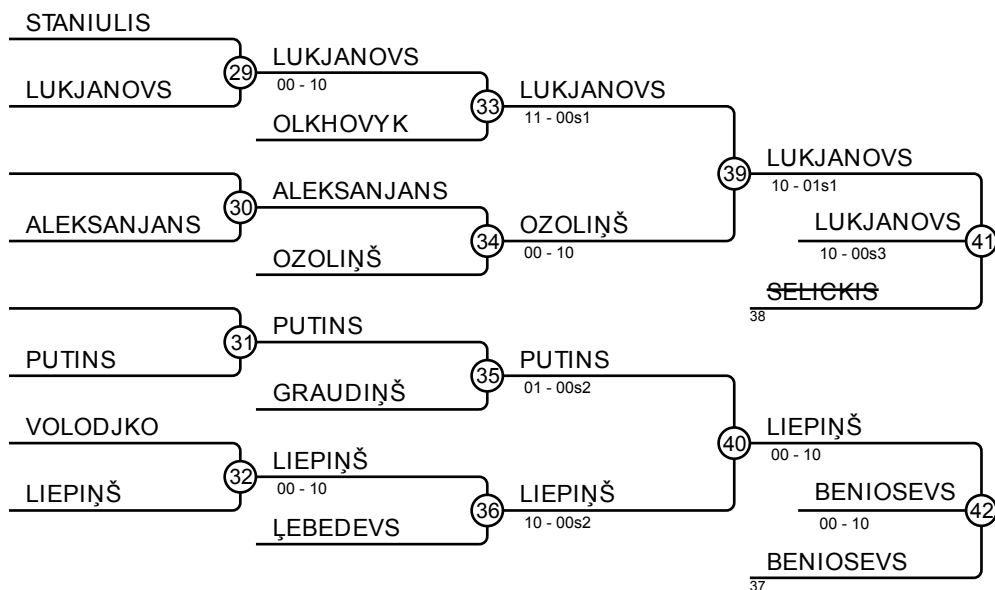 STANIULIS
29
LUKJANOVS
00 - 10
LUKJANOVS
33
LUKJANOVS
11 - 00s1
OLKHOVYK
39
LUKJANOVS
10 - 01s1
30
ALEKSANJANS
ALEKSANJANS
34
OZOLIŅŠ
00 - 10
OZOLIŅŠ
LUKJANOVS
41
10 - 00s3
SELICKIS
38
31
PUTINS
PUTINS
35
PUTINS
01 - 00s2
GRAUDIŅŠ
VOLODJKO
40
LIEPIŅŠ
00 - 10
32
LIEPIŅŠ
00 - 10
LIEPIŅŠ
36
LIEPIŅŠ
10 - 00s2
ĻEBEDEVS
BENIOSEVS
42
00 - 10
BENIOSEVS
37